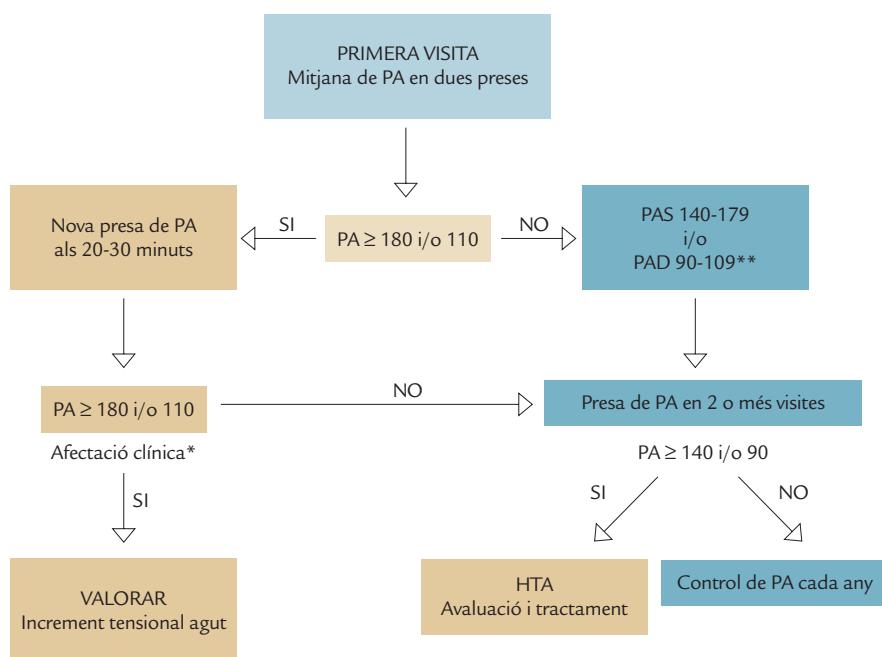 PRIMERA VISITA
Mitjana de PA en dues preses
Nova presa de PA
als 20-30 minuts
SI
PA ≥ 180 i/o 110
NO
PAS 140-179
i/o
PAD 90-109**
PA ≥ 180 i/o 110
NO
Presa de PA en 2 o més visites
Afectació clínica*
PA ≥ 140 i/o 90
SI
SI
NO
VALORAR
Increment tensional agut
HTA
Avaluació i tractament
Control de PA cada any